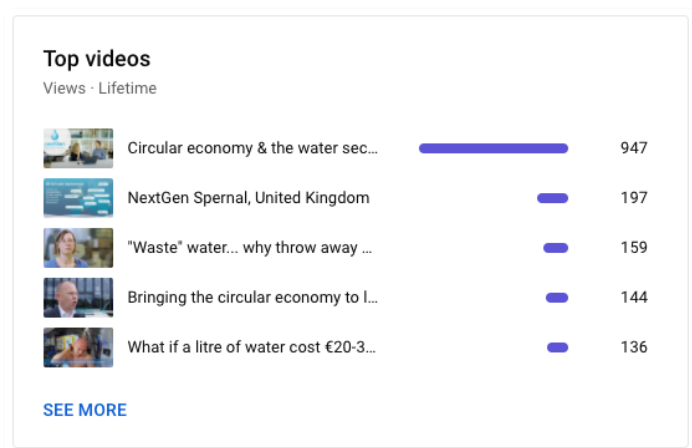 Top videos
Views · Lifetime
Circular economy & the water sec... 947
NextGen Spernal, United Kingdom 197
"Waste" water... why throw away ... 159
Bringing the circular economy to l... 144
What if a litre of water cost €20-3... 136
SEE MORE